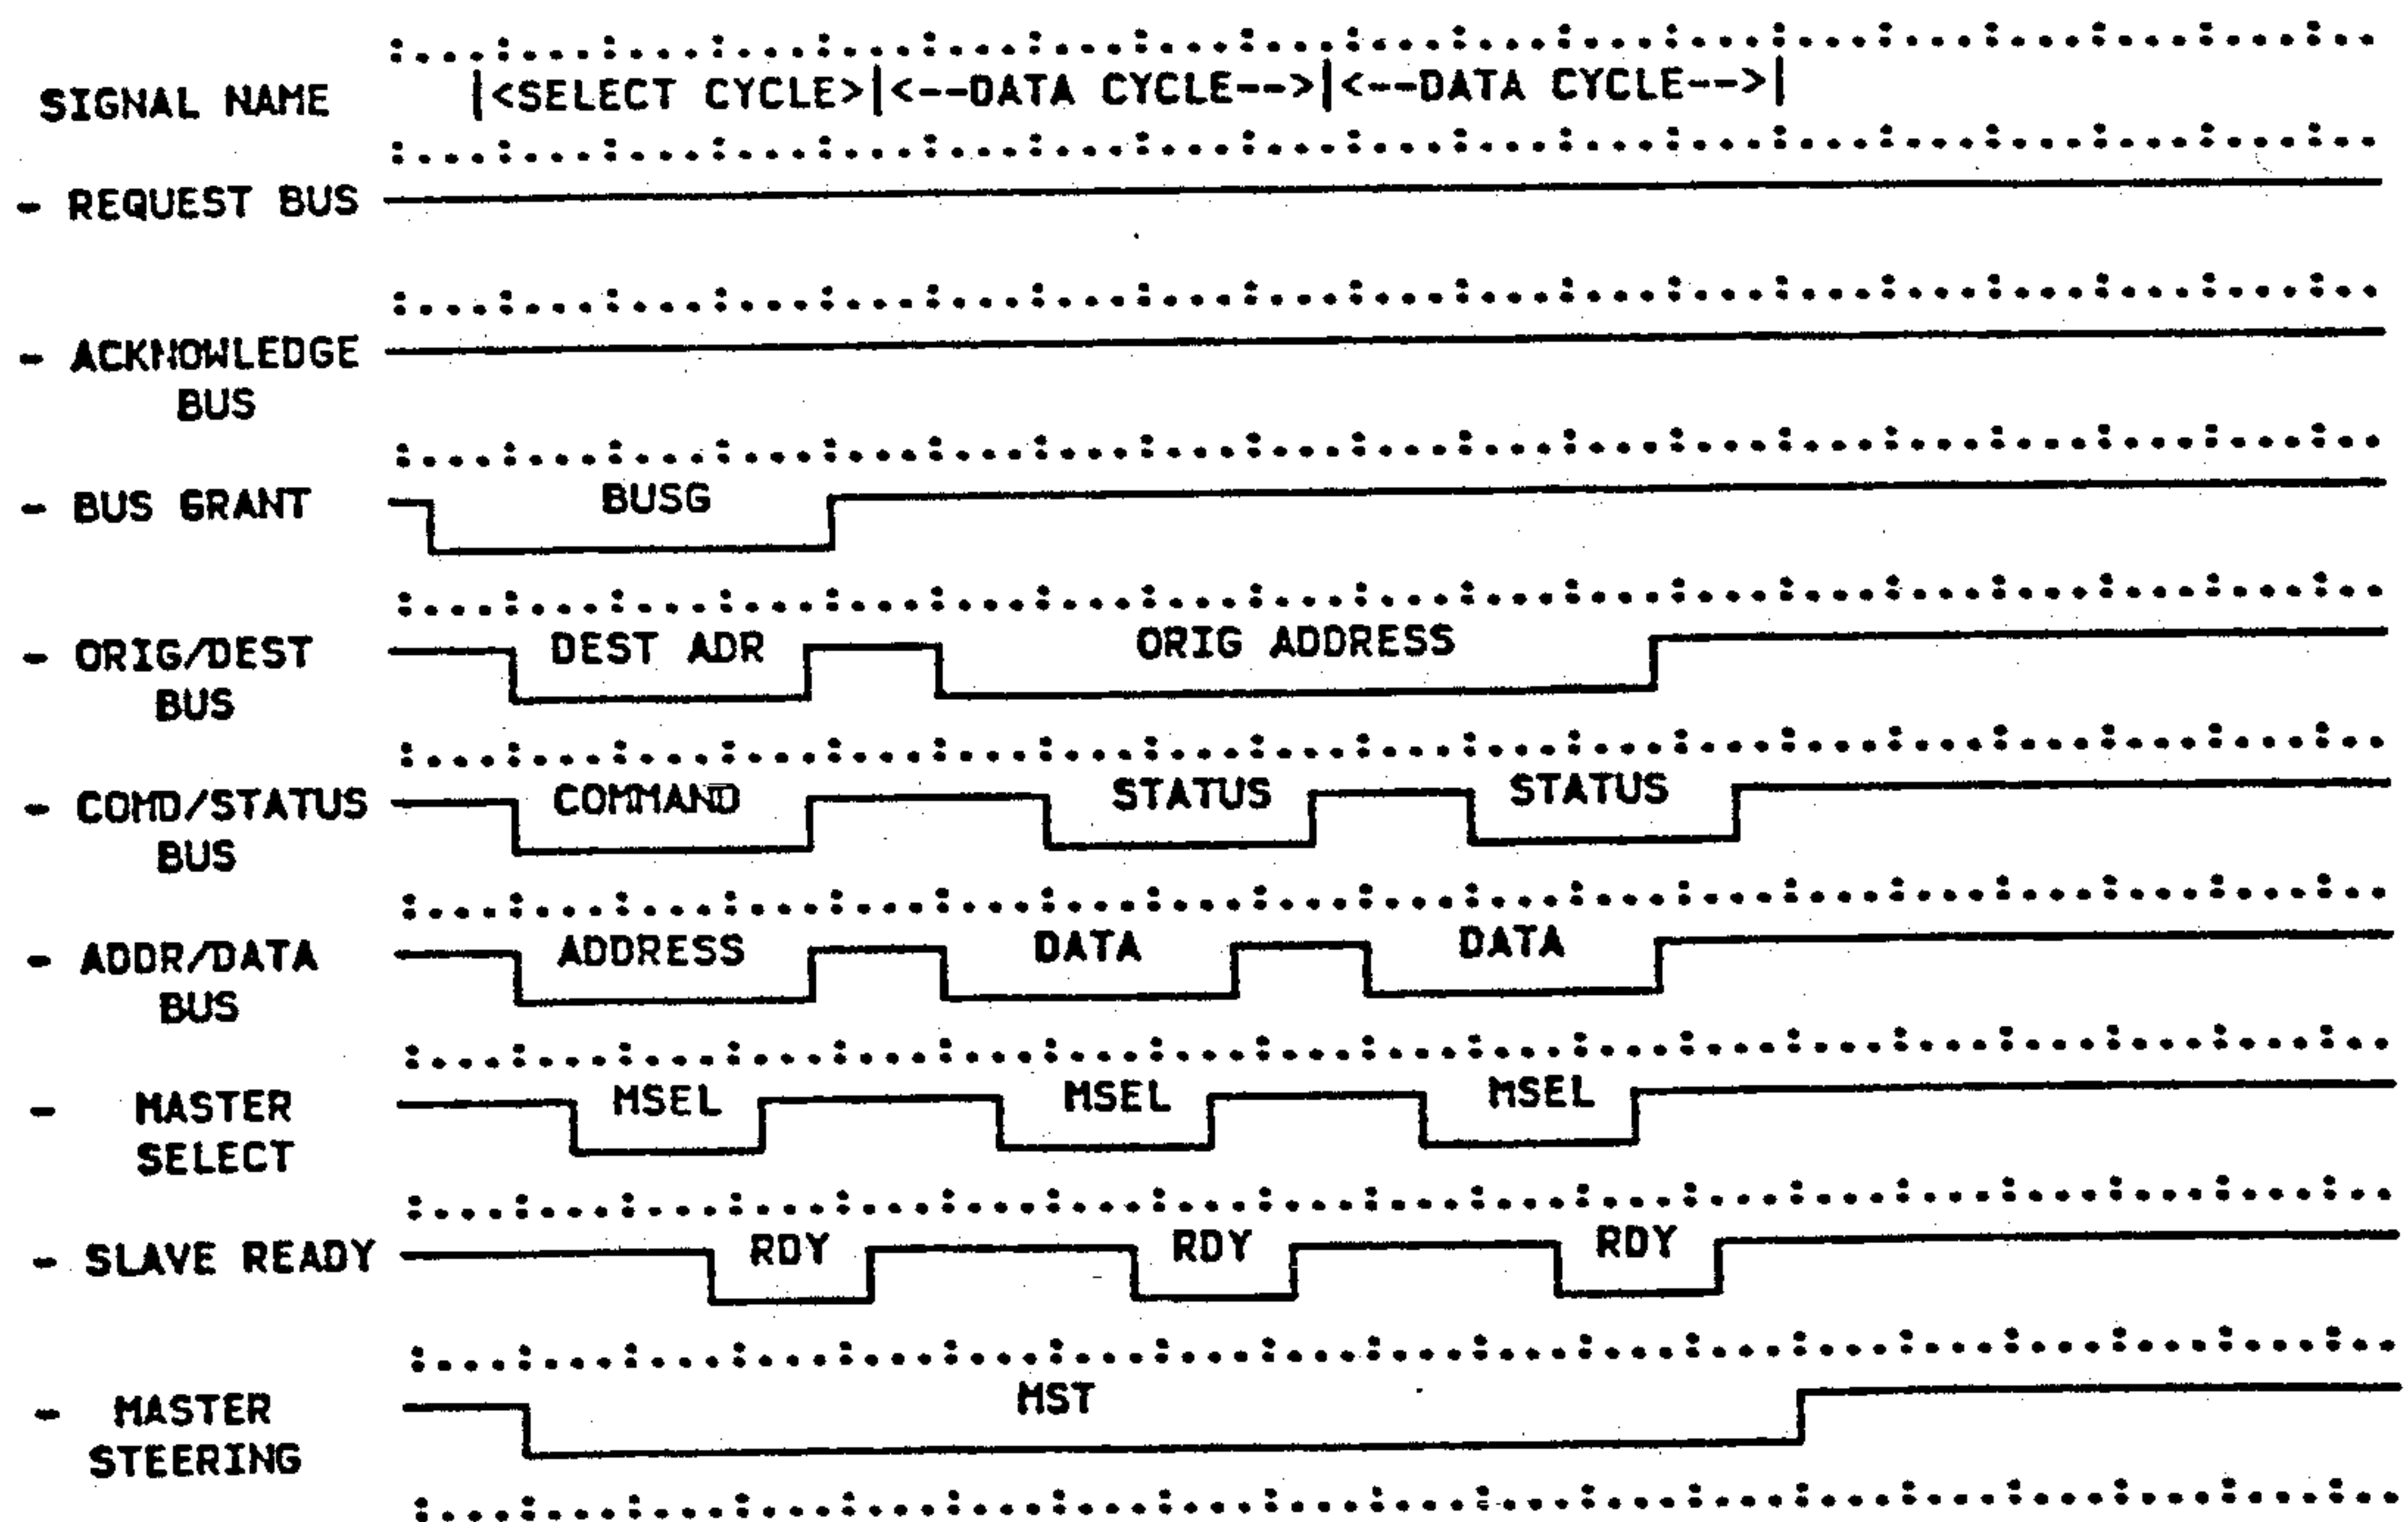 SIGNAL NAME |<SELECT CYCLE>|<--DATA CYCLE-->|<--DATA CYCLE-->|
- REQUEST BUS
- ACKNOWLEDGE
BUS
- BUS GRANT BUSG
- ORIG/DEST DEST ADR ORIG ADDRESS
BUS
- COMD/STATUS COMMAND STATUS STATUS
BUS
- ADDR/DATA ADDRESS DATA DATA
BUS
- MASTER MSEL MSEL MSEL
SELECT
- SLAVE READY RDY RDY RDY
- MASTER MST
STEERING